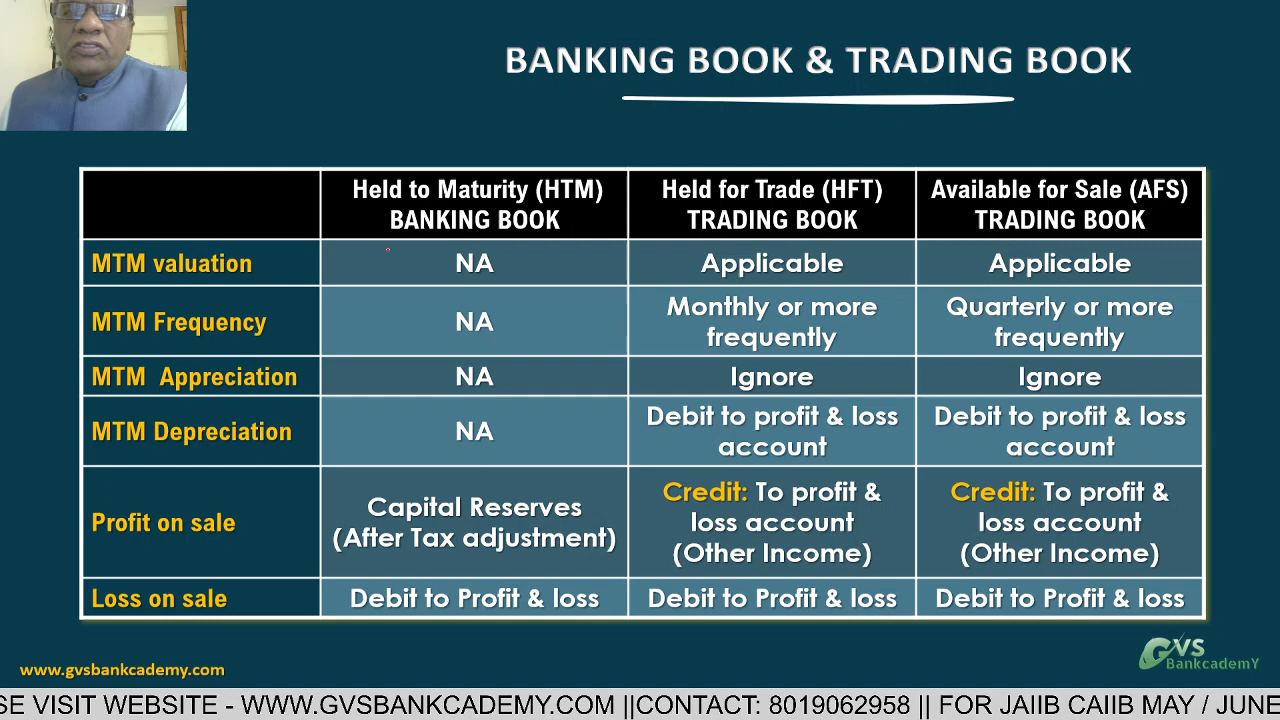 BANKING BOOK & TRADING BOOK
Held to Maturity (HTM)
BANKING BOOK
Held for Trade (HFT)
TRADING BOOK
Available for Sale (AFS)
TRADING BOOK
MTM valuation
NA
Applicable
Applicable
MTM Frequency
NA
Monthly or more
frequently
Quarterly or more
frequently
MTM Appreciation
NA
Ignore
Ignore
MTM Depreciation
NA
Debit to profit & loss
account
Debit to profit & loss
account
Profit on sale
Capital Reserves
(After Tax adjustment)
Credit: To profit &
loss account
(Other Income)
Credit: To profit &
loss account
(Other Income)
Loss on sale
Debit to Profit & loss
Debit to Profit & loss
Debit to Profit & loss
www.gvsbankcademy.com
GVS
BankcademY
SE VISIT WEBSITE - WWW.GVSBANKCADEMY.COM ||CONTACT: 8019062958 || FOR JAIIB CAIIB MAY / JUNE